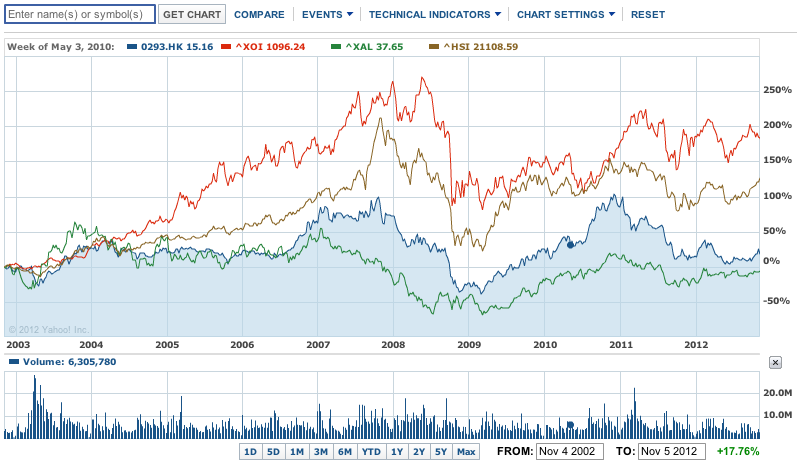 Enter name(s) or symbol(s) GET CHART COMPARE EVENTS TECHNICAL INDICATORS CHART SETTINGS RESET
Week of May 3, 2010: 0293.HK 15.16 ^XOI 1096.24 ^XAL 37.65 ^HSI 21108.59
250%
200%
150%
100%
50%
0%
-50%
© 2012 Yahoo! Inc.
2003 2004 2005 2006 2007 2008 2009 2010 2011 2012
Volume: 6,305,780
20.0M
10.0M
1D 5D 1M 3M 6M YTD 1Y 2Y 5Y Max FROM: Nov 4 2002 TO: Nov 5 2012 +17.76%